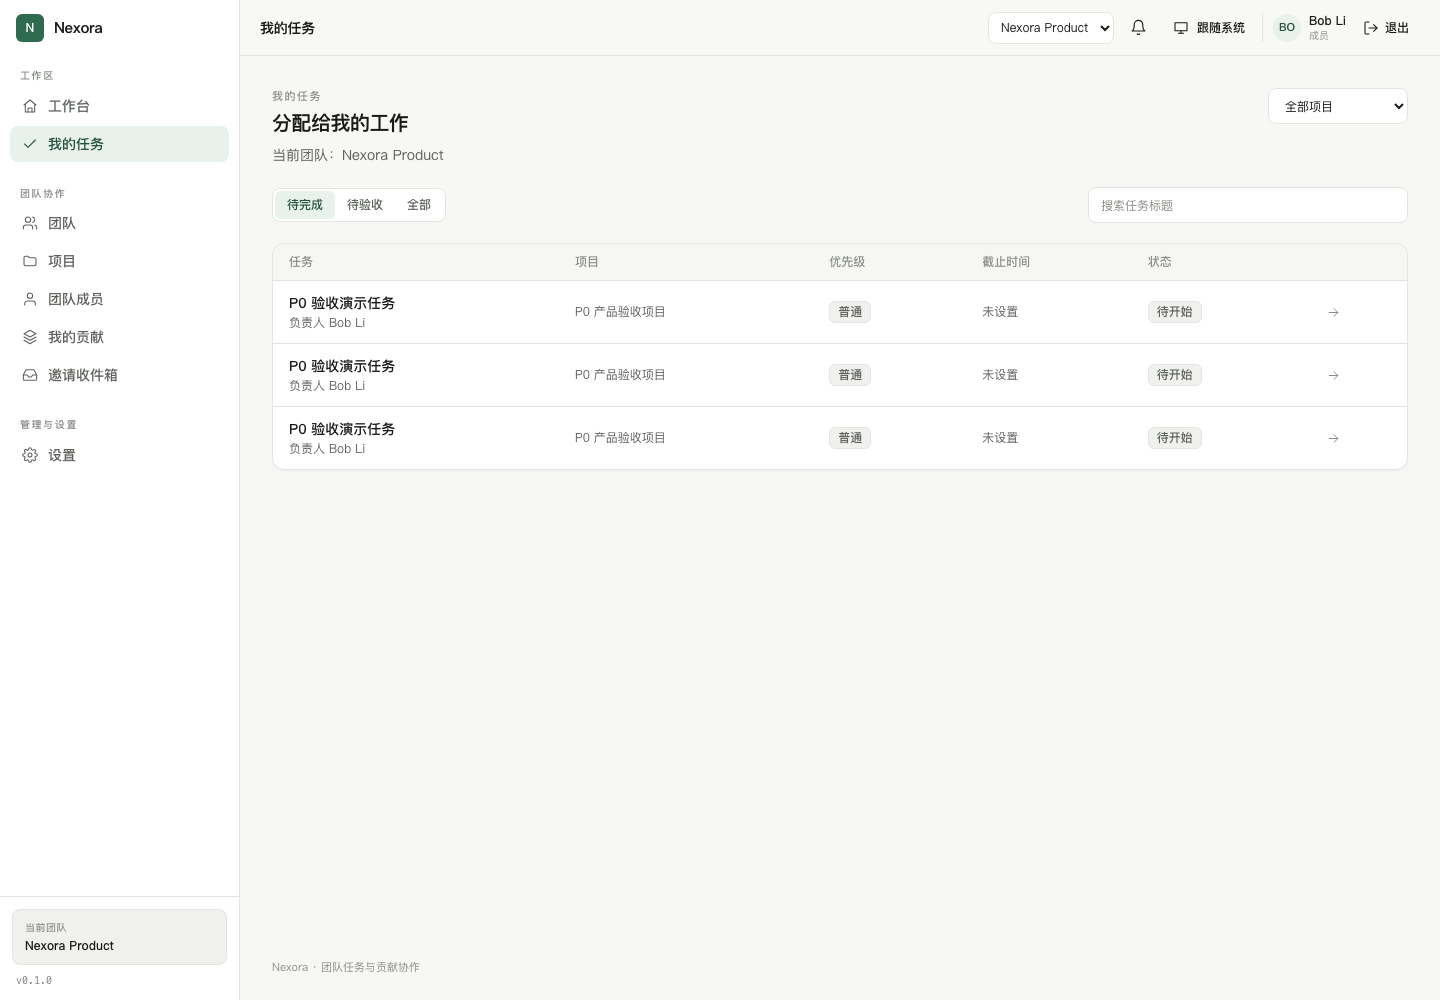 N Nexora
工作区
工作台
我的任务
团队协作
团队
项目
团队成员
我的贡献
邀请收件箱
管理与设置
设置
当前团队
Nexora Product
v0.1.0
我的任务
Nexora Product
跟随系统
BO
Bob Li
成员
退出
我的任务
分配给我的工作
当前团队：Nexora Product
全部项目
待完成 待验收 全部
搜索任务标题
任务 项目 优先级 截止时间 状态
P0 验收演示任务
负责人 Bob Li
P0 产品验收项目 普通 未设置 待开始 →
P0 验收演示任务
负责人 Bob Li
P0 产品验收项目 普通 未设置 待开始 →
P0 验收演示任务
负责人 Bob Li
P0 产品验收项目 普通 未设置 待开始 →
Nexora · 团队任务与贡献协作